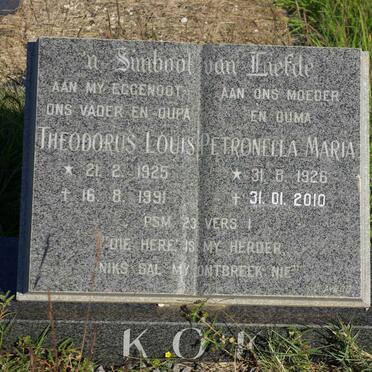 'n Simbool van Liefde
AAN MY EGGENOOT,
ONS VADER EN OUPA
THEODORUS LOUIS
* 21. 2. 1925
† 16. 8. 1991
AAN ONS MOEDER
EN OUMA
PETRONELLA MARIA
* 31. 8. 1926
† 31. 01. 2010
PSM. 23 VERS 1
"DIE HERE IS MY HERDER,
NIKS SAL MY ONTBREEK NIE"
KOK